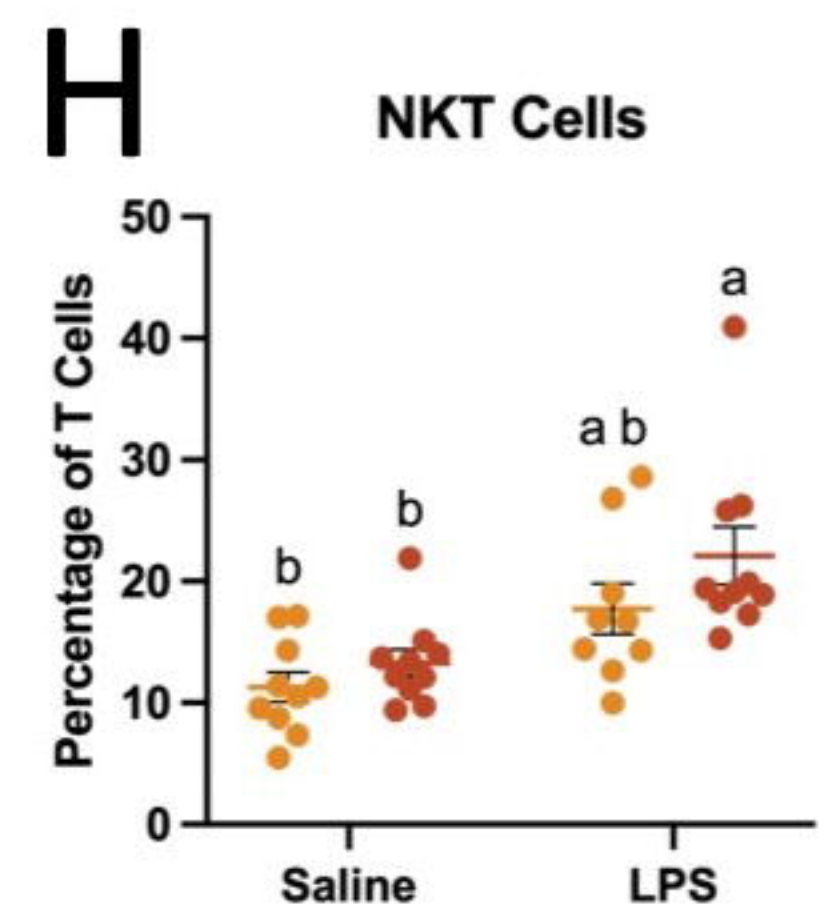 H
NKT Cells
Percentage of T Cells
50
40
30
20
10
0
a
a b
b
b
Saline LPS